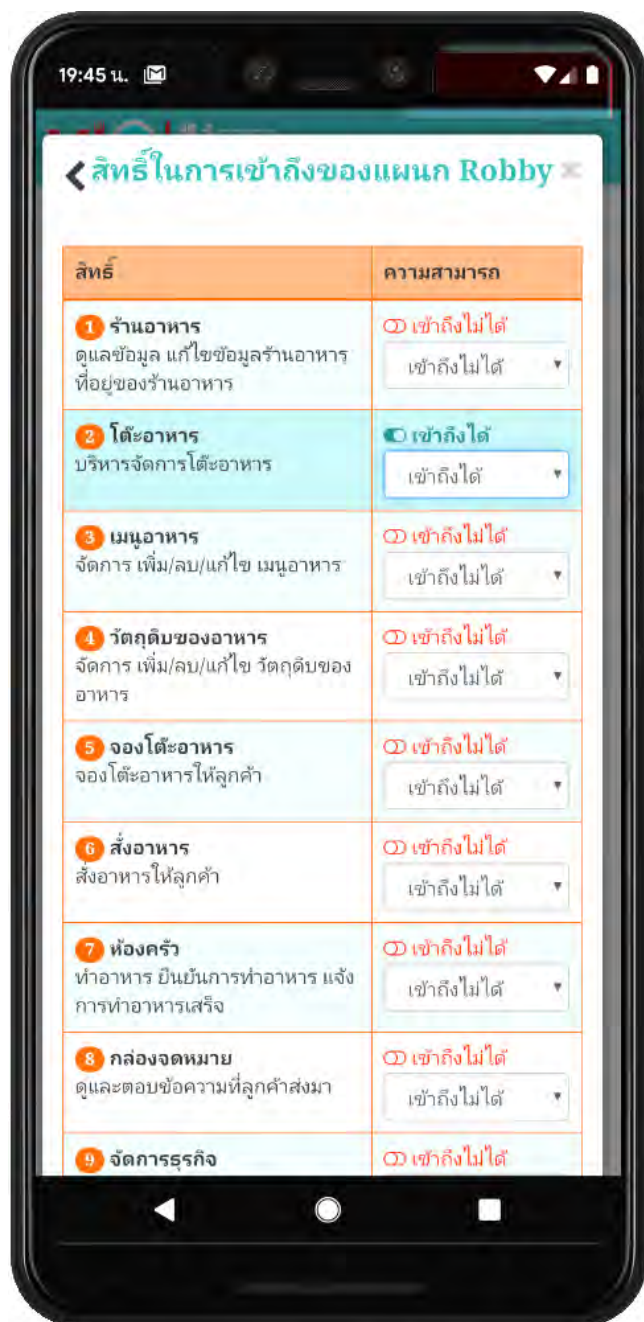 19:45 น.
สิทธิ์ในการเข้าถึงของแผนก Robby
สิทธิ์
ความสามารถ
1 ร้านอาหาร
ดูแลข้อมูล แก้ไขข้อมูลร้านอาหาร
ที่อยู่ของร้านอาหาร
เข้าถึงไม่ได้
เข้าถึงไม่ได้
2 โต๊ะอาหาร
บริหารจัดการโต๊ะอาหาร
เข้าถึงได้
เข้าถึงได้
3 เมนูอาหาร
จัดการ เพิ่ม/ลบ/แก้ไข เมนูอาหาร
เข้าถึงไม่ได้
เข้าถึงไม่ได้
4 วัตถุดิบของอาหาร
จัดการ เพิ่ม/ลบ/แก้ไข วัตถุดิบของ
อาหาร
เข้าถึงไม่ได้
เข้าถึงไม่ได้
5 จองโต๊ะอาหาร
จองโต๊ะอาหารให้ลูกค้า
เข้าถึงไม่ได้
เข้าถึงไม่ได้
6 สั่งอาหาร
สั่งอาหารให้ลูกค้า
เข้าถึงไม่ได้
เข้าถึงไม่ได้
7 ห้องครัว
ทำอาหาร ยืนยันการทำอาหาร แจ้ง
การทำอาหารเสร็จ
เข้าถึงไม่ได้
เข้าถึงไม่ได้
8 กล่องจดหมาย
ดูและตอบข้อความที่ลูกค้าส่งมา
เข้าถึงไม่ได้
เข้าถึงไม่ได้
9 จัดการธุรกิจ
เข้าถึงไม่ได้